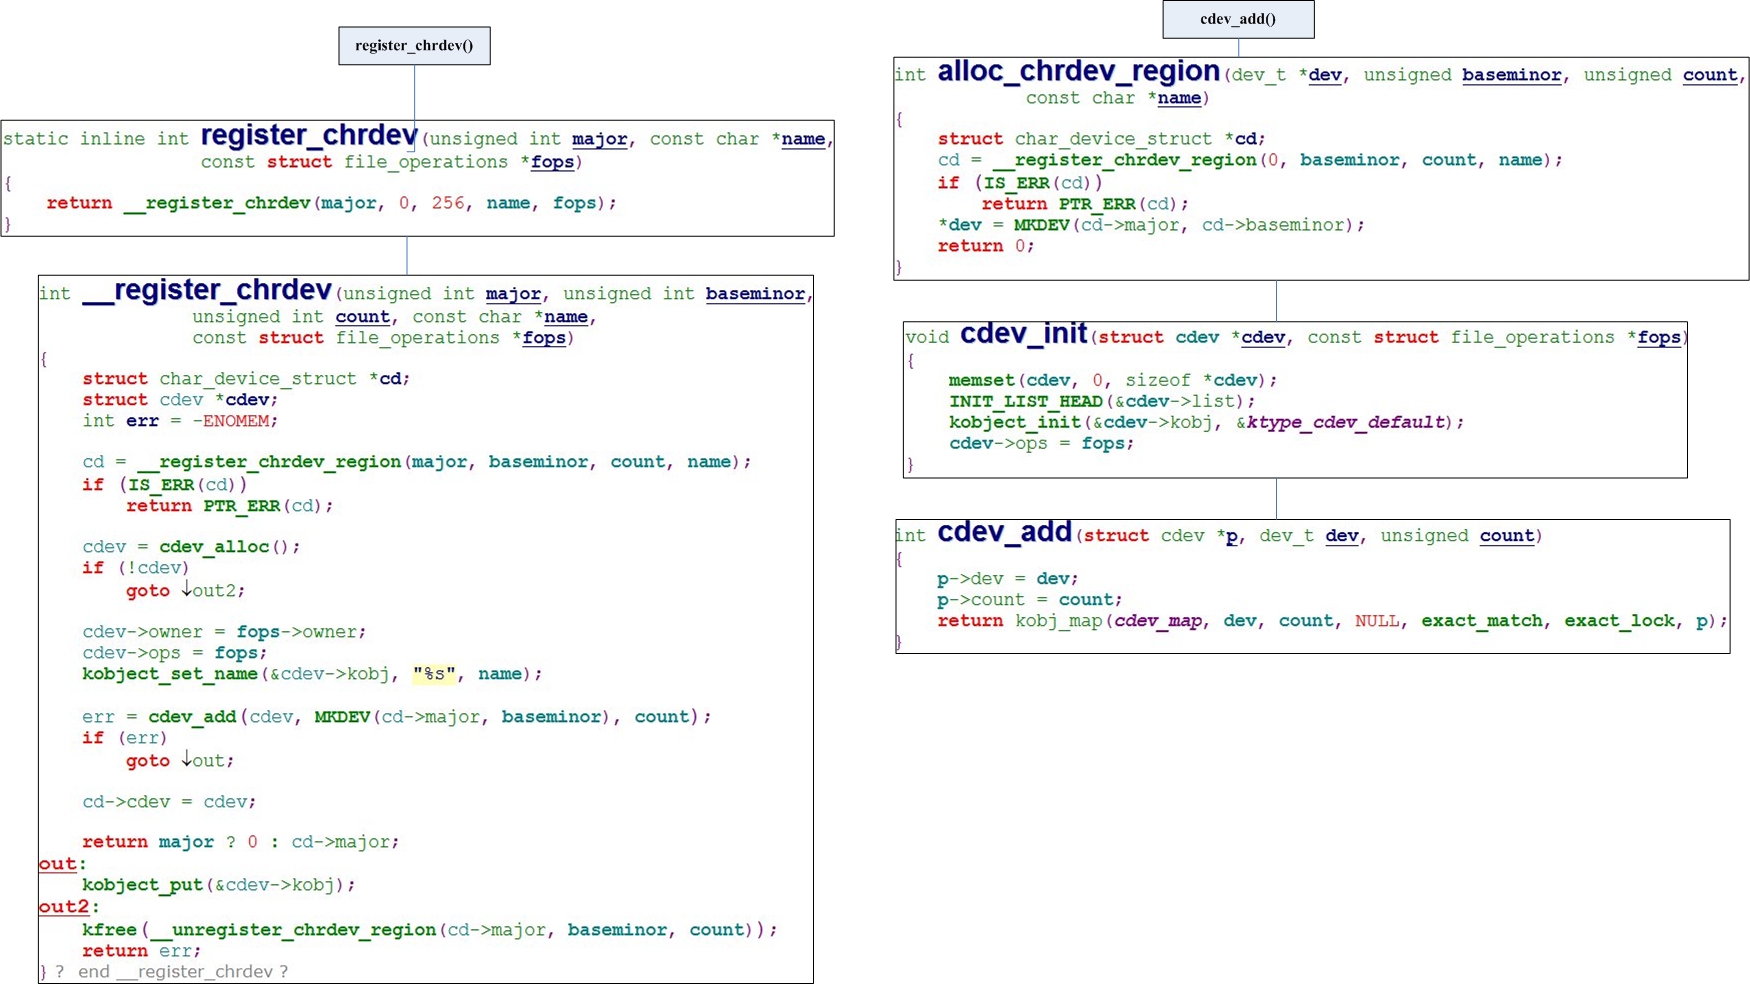 register_chrdev()
static inline int register_chrdev(unsigned int major, const char *name,
const struct file_operations *fops)
{
return __register_chrdev(major, 0, 256, name, fops);
}
int __register_chrdev(unsigned int major, unsigned int baseminor,
unsigned int count, const char *name,
const struct file_operations *fops)
{
struct char_device_struct *cd;
struct cdev *cdev;
int err = -ENOMEM;
cd = __register_chrdev_region(major, baseminor, count, name);
if (IS_ERR(cd))
return PTR_ERR(cd);
cdev = cdev_alloc();
if (!cdev)
goto ↓out2;
cdev->owner = fops->owner;
cdev->ops = fops;
kobject_set_name(&cdev->kobj, "%s", name);
err = cdev_add(cdev, MKDEV(cd->major, baseminor), count);
if (err)
goto ↓out;
cd->cdev = cdev;
return major ? 0 : cd->major;
out:
kobject_put(&cdev->kobj);
out2:
kfree(__unregister_chrdev_region(cd->major, baseminor, count));
return err;
} ? end __register_chrdev ?
cdev_add()
int alloc_chrdev_region(dev_t *dev, unsigned baseminor, unsigned count,
const char *name)
{
struct char_device_struct *cd;
cd = __register_chrdev_region(0, baseminor, count, name);
if (IS_ERR(cd))
return PTR_ERR(cd);
*dev = MKDEV(cd->major, cd->baseminor);
return 0;
}
void cdev_init(struct cdev *cdev, const struct file_operations *fops)
{
memset(cdev, 0, sizeof *cdev);
INIT_LIST_HEAD(&cdev->list);
kobject_init(&cdev->kobj, &ktype_cdev_default);
cdev->ops = fops;
}
int cdev_add(struct cdev *p, dev_t dev, unsigned count)
{
p->dev = dev;
p->count = count;
return kobj_map(cdev_map, dev, count, NULL, exact_match, exact_lock, p);
}